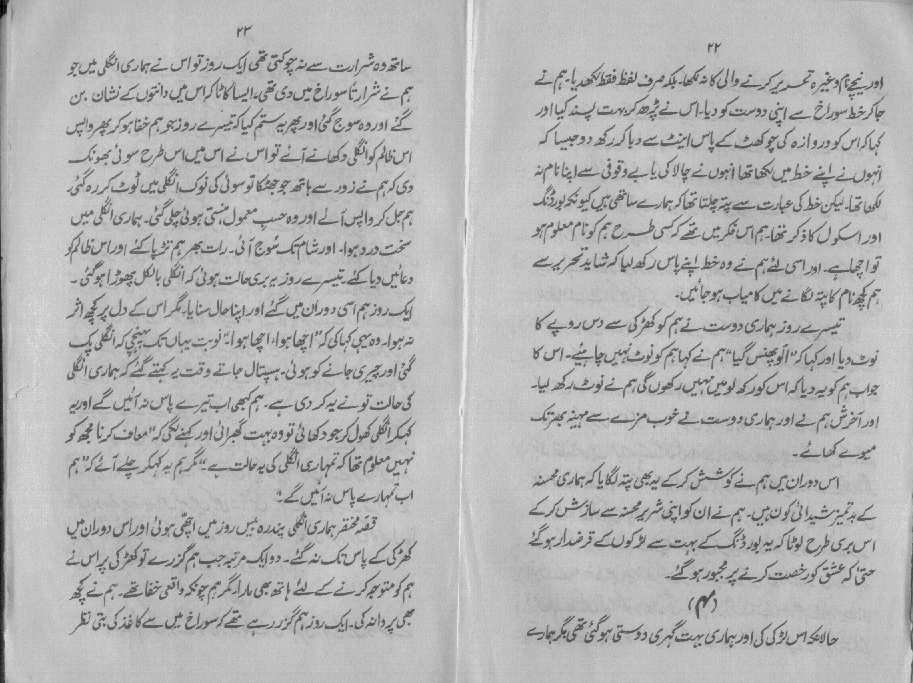 ۲۲
اور نیچے نام وغیرہ تحریر کرنے والی کا نہ لکھا۔ بلکہ صرف لفظ فقط لکھدیا۔ ہم نے
جا کر خط سوراخ سے اپنی دوست کو دیا۔ اس نے پڑھ کر بہت پسند کیا اور
کہا کہ اس کو دروازہ کی چوکھٹ کے پاس اینٹ سے دبا کر رکھ دو جیسا کہ
انہوں نے اپنے خط میں لکھا تھا انہوں نے چالاکی یا بے وقوفی سے اپنا نام نہ
لکھا تھا۔ لیکن خط کی عبارت سے پتہ چلتا تھا کہ ہمارے ساتھی ہیں کیونکہ بورڈنگ
اور اسکول کا ذکر تھا۔ ہم اس فکر میں تھے کہ کسی طرح ہم کو نام معلوم ہو
تو اچھا ہے۔ اور اسی لئے ہم نے وہ خط اپنے پاس رکھ لیا کہ شاید تحریر سے
ہم کچھ نام کا پتہ لگانے میں کامیاب ہو جائیں۔
تیسرے روز ہماری دوست نے ہم کو کھڑکی سے دس روپے کا
نوٹ دیا اور کہا کہ "الّو پھنس گیا" ہم نے کہا ہم کو نوٹ نہیں چاہیئے۔ اس کا
جواب ہم کو یہ دیا کہ اس کو رکھ لو میں نہیں رکھوں گی ہم نے نوٹ رکھ لیا۔
اور آخرش ہم نے اور ہماری دوست نے خوب مزے سے مہینہ بھر تک
میوے کھائے۔
اس دوران میں ہم نے کوشش کر کے یہ بھی پتہ لگایا کہ ہماری محسنہ
کے بدتمیز شیدائی کون ہیں۔ ہم نے ان کو اپنی شریر محسنہ سے سازش کر کے
اس بری طرح لوٹا کہ یہ بورڈنگ کے بہت سے لڑکوں کے قرضدار ہو گئے
حتیٰ کہ عشق کو رخصت کرنے پر مجبور ہو گئے۔
(۴)
حالانکہ اس لڑکی کی اور ہماری بہت گہری دوستی ہو گئی تھی مگر ہمارے
۲۳
ساتھ وہ شرارت سے نہ چوکتی تھی ایک روز تو اس نے ہماری انگلی میں جو
ہم نے شرارتاً سوراخ میں دی تھی، ایسا کاٹا کہ اس میں دانتوں کے نشان بن
گئے اور وہ سوج گئی اور پھر یہ ستم کیا کہ تیسرے روز جو ہم خفا ہو کر پھر واپس
اس ظالم کو انگلی دکھانے آئے تو اس نے اس میں اس طرح سوئی بھونک
دی کہ ہم نے زور سے ہاتھ جو جھٹکا تو سوئی کی نوک انگلی میں ٹوٹ کر رہ گئی۔
ہم جل کر واپس آئے اور وہ حسب معمول ہنستی ہوئی چلی گئی۔ ہماری انگلی میں
سخت درد ہوا۔ اور شام تک سُوج آئی۔ رات بھر ہم تڑپا کئے اور اس ظالم کو
دعائیں دیا کئے۔ تیسرے روز یہ بری حالت ہوئی کہ انگلی بالکل پھوڑا ہو گئی۔
ایک روز ہم اسی دوران میں گئے اور اپنا حال سنایا۔ مگر اس کے دل پر کچھ اثر
نہ ہوا۔ وہ یہی کہا کی کہ "اچھا ہوا، اچھا ہوا۔" نوبت یہاں تک پہنچی کہ انگلی پک
گئی اور چیری جانے کو ہوئی۔ ہسپتال جاتے وقت یہ کہتے گئے کہ ہماری انگلی
کی حالت تو نے یہ کر دی ہے۔ ہم کبھی اب تیرے پاس نہ آئیں گے اور یہ
کہکر انگلی کھول کر جو دکھائی تو وہ بہت گھبرائی اور کہنے لگی کہ "معاف کرنا مجھ کو
نہیں معلوم تھا کہ تمہاری انگلی کی یہ حالت ہے۔" مگر ہم یہ کہکر چلے آئے کہ "ہم
اب تمہارے پاس نہ آئیں گے۔"
قصّہ مختصر ہماری انگلی پندرہ بیس روز میں اچھی ہوئی اور اس دوران میں
کھڑکی کے پاس تک نہ گئے۔ دو ایک مرتبہ جب ہم گزرے تو کھڑکی پر اس نے
ہم کو متوجہ کرنے کے لئے ہاتھ بھی مارا۔ مگر ہم چونکہ واقعی خفا تھے۔ ہم نے کچھ
بھی پروا نہ کی۔ ایک روز ہم گزر رہے تھے کہ سوراخ میں سے کاغذ کی بتی نظر